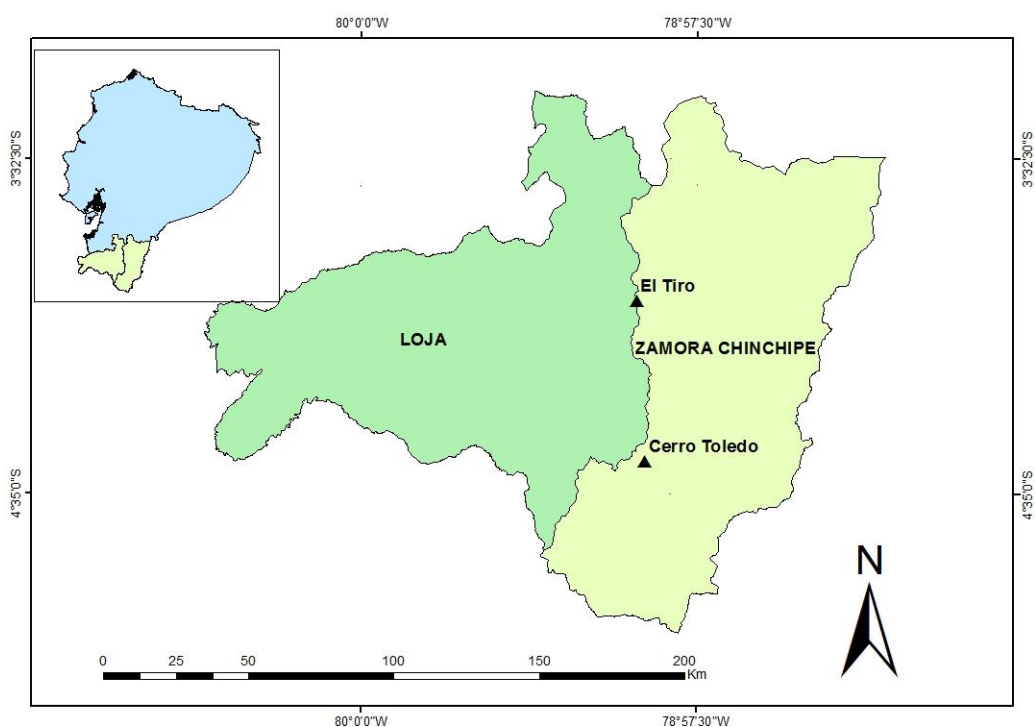 80°0'0"W 78°57'30"W
3°32'30"S 3°32'30"S
El Tiro
LOJA ZAMORA CHINCHIPE
Cerro Toledo
4°35'0"S 4°35'0"S
N
0 25 50 100 150 200
Km
80°0'0"W 78°57'30"W